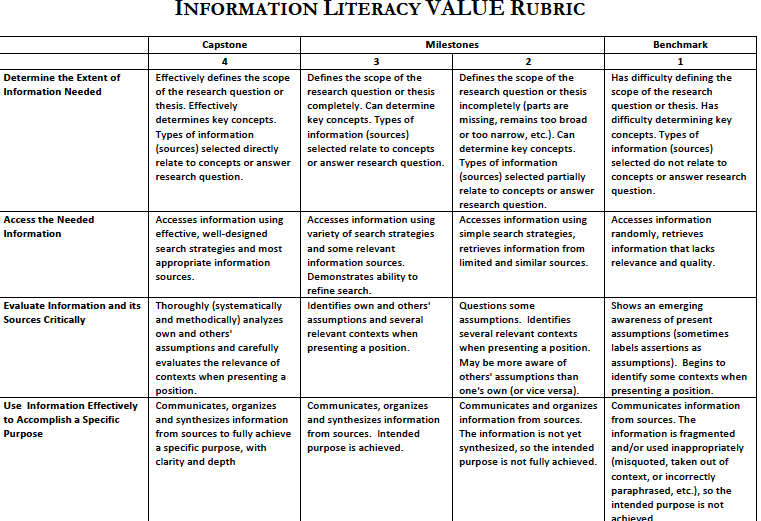 INFORMATION LITERACY VALUE RUBRIC
Capstone
Milestones
Benchmark
4
3
2
1
Determine the Extent of
Information Needed
Effectively defines the scope
of the research question or
thesis. Effectively
determines key concepts.
Types of information
(sources) selected directly
relate to concepts or answer
research question.
Defines the scope of the
research question or thesis
completely. Can determine
key concepts. Types of
information (sources)
selected relate to concepts
or answer research question.
Defines the scope of the
research question or thesis
incompletely (parts are
missing, remains too broad
or too narrow, etc.). Can
determine key concepts.
Types of information
(sources) selected partially
relate to concepts or answer
research question.
Has difficulty defining the
scope of the research
question or thesis. Has
difficulty determining key
concepts. Types of
information (sources)
selected do not relate to
concepts or answer research
question.
Access the Needed
Information
Accesses information using
effective, well-designed
search strategies and most
appropriate information
sources.
Accesses information using
variety of search strategies
and some relevant
information sources.
Demonstrates ability to
refine search.
Accesses information using
simple search strategies,
retrieves information from
limited and similar sources.
Accesses information
randomly, retrieves
information that lacks
relevance and quality.
Evaluate Information and its
Sources Critically
Thoroughly (systematically
and methodically) analyzes
own and others'
assumptions and carefully
evaluates the relevance of
contexts when presenting a
position.
Identifies own and others'
assumptions and several
relevant contexts when
presenting a position.
Questions some
assumptions.  Identifies
several relevant contexts
when presenting a position.
May be more aware of
others' assumptions than
one's own (or vice versa).
Shows an emerging
awareness of present
assumptions (sometimes
labels assertions as
assumptions).  Begins to
identify some contexts when
presenting a position.
Use  Information Effectively
to Accomplish a Specific
Purpose
Communicates, organizes
and synthesizes information
from sources to fully achieve
a specific purpose, with
clarity and depth
Communicates, organizes
and synthesizes information
from sources.  Intended
purpose is achieved.
Communicates and organizes
information from sources.
The information is not yet
synthesized, so the intended
purpose is not fully achieved.
Communicates information
from sources. The
information is fragmented
and/or used inappropriately
(misquoted, taken out of
context, or incorrectly
paraphrased, etc.), so the
intended purpose is not
achieved